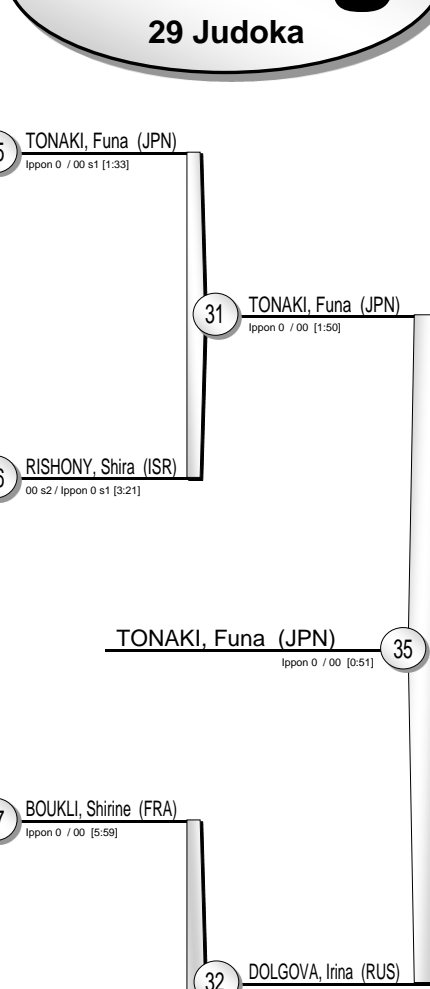 29 Judoka
TONAKI, Funa (JPN)
Ippon 0 / 00 s1 [1:33]
31
TONAKI, Funa (JPN)
Ippon 0 / 00 [1:50]
RISHONY, Shira (ISR)
00 s2 / Ippon 0 s1 [3:21]
TONAKI, Funa (JPN)
35
Ippon 0 / 00 [0:51]
BOUKLI, Shirine (FRA)
Ippon 0 / 00 [5:59]
32
DOLGOVA, Irina (RUS)